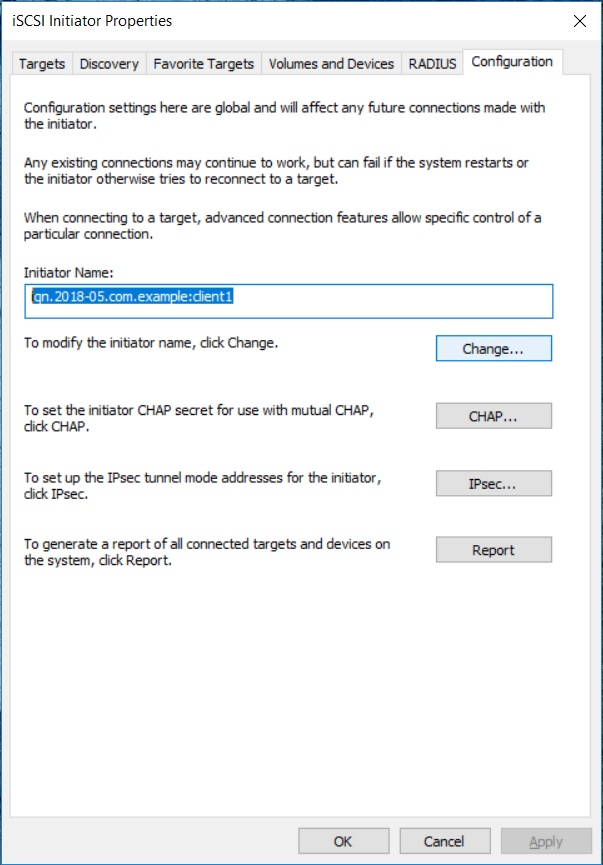 iSCSI Initiator Properties
Targets Discovery Favorite Targets Volumes and Devices RADIUS Configuration
Configuration settings here are global and will affect any future connections made with
the initiator.
Any existing connections may continue to work, but can fail if the system restarts or
the initiator otherwise tries to reconnect to a target.
When connecting to a target, advanced connection features allow specific control of a
particular connection.
Initiator Name:
iqn.2018-05.com.example:client1
To modify the initiator name, click Change.
Change...
To set the initiator CHAP secret for use with mutual CHAP,
click CHAP.
CHAP...
To set up the IPsec tunnel mode addresses for the initiator,
click IPsec.
IPsec...
To generate a report of all connected targets and devices on
the system, click Report.
Report
OK Cancel Apply